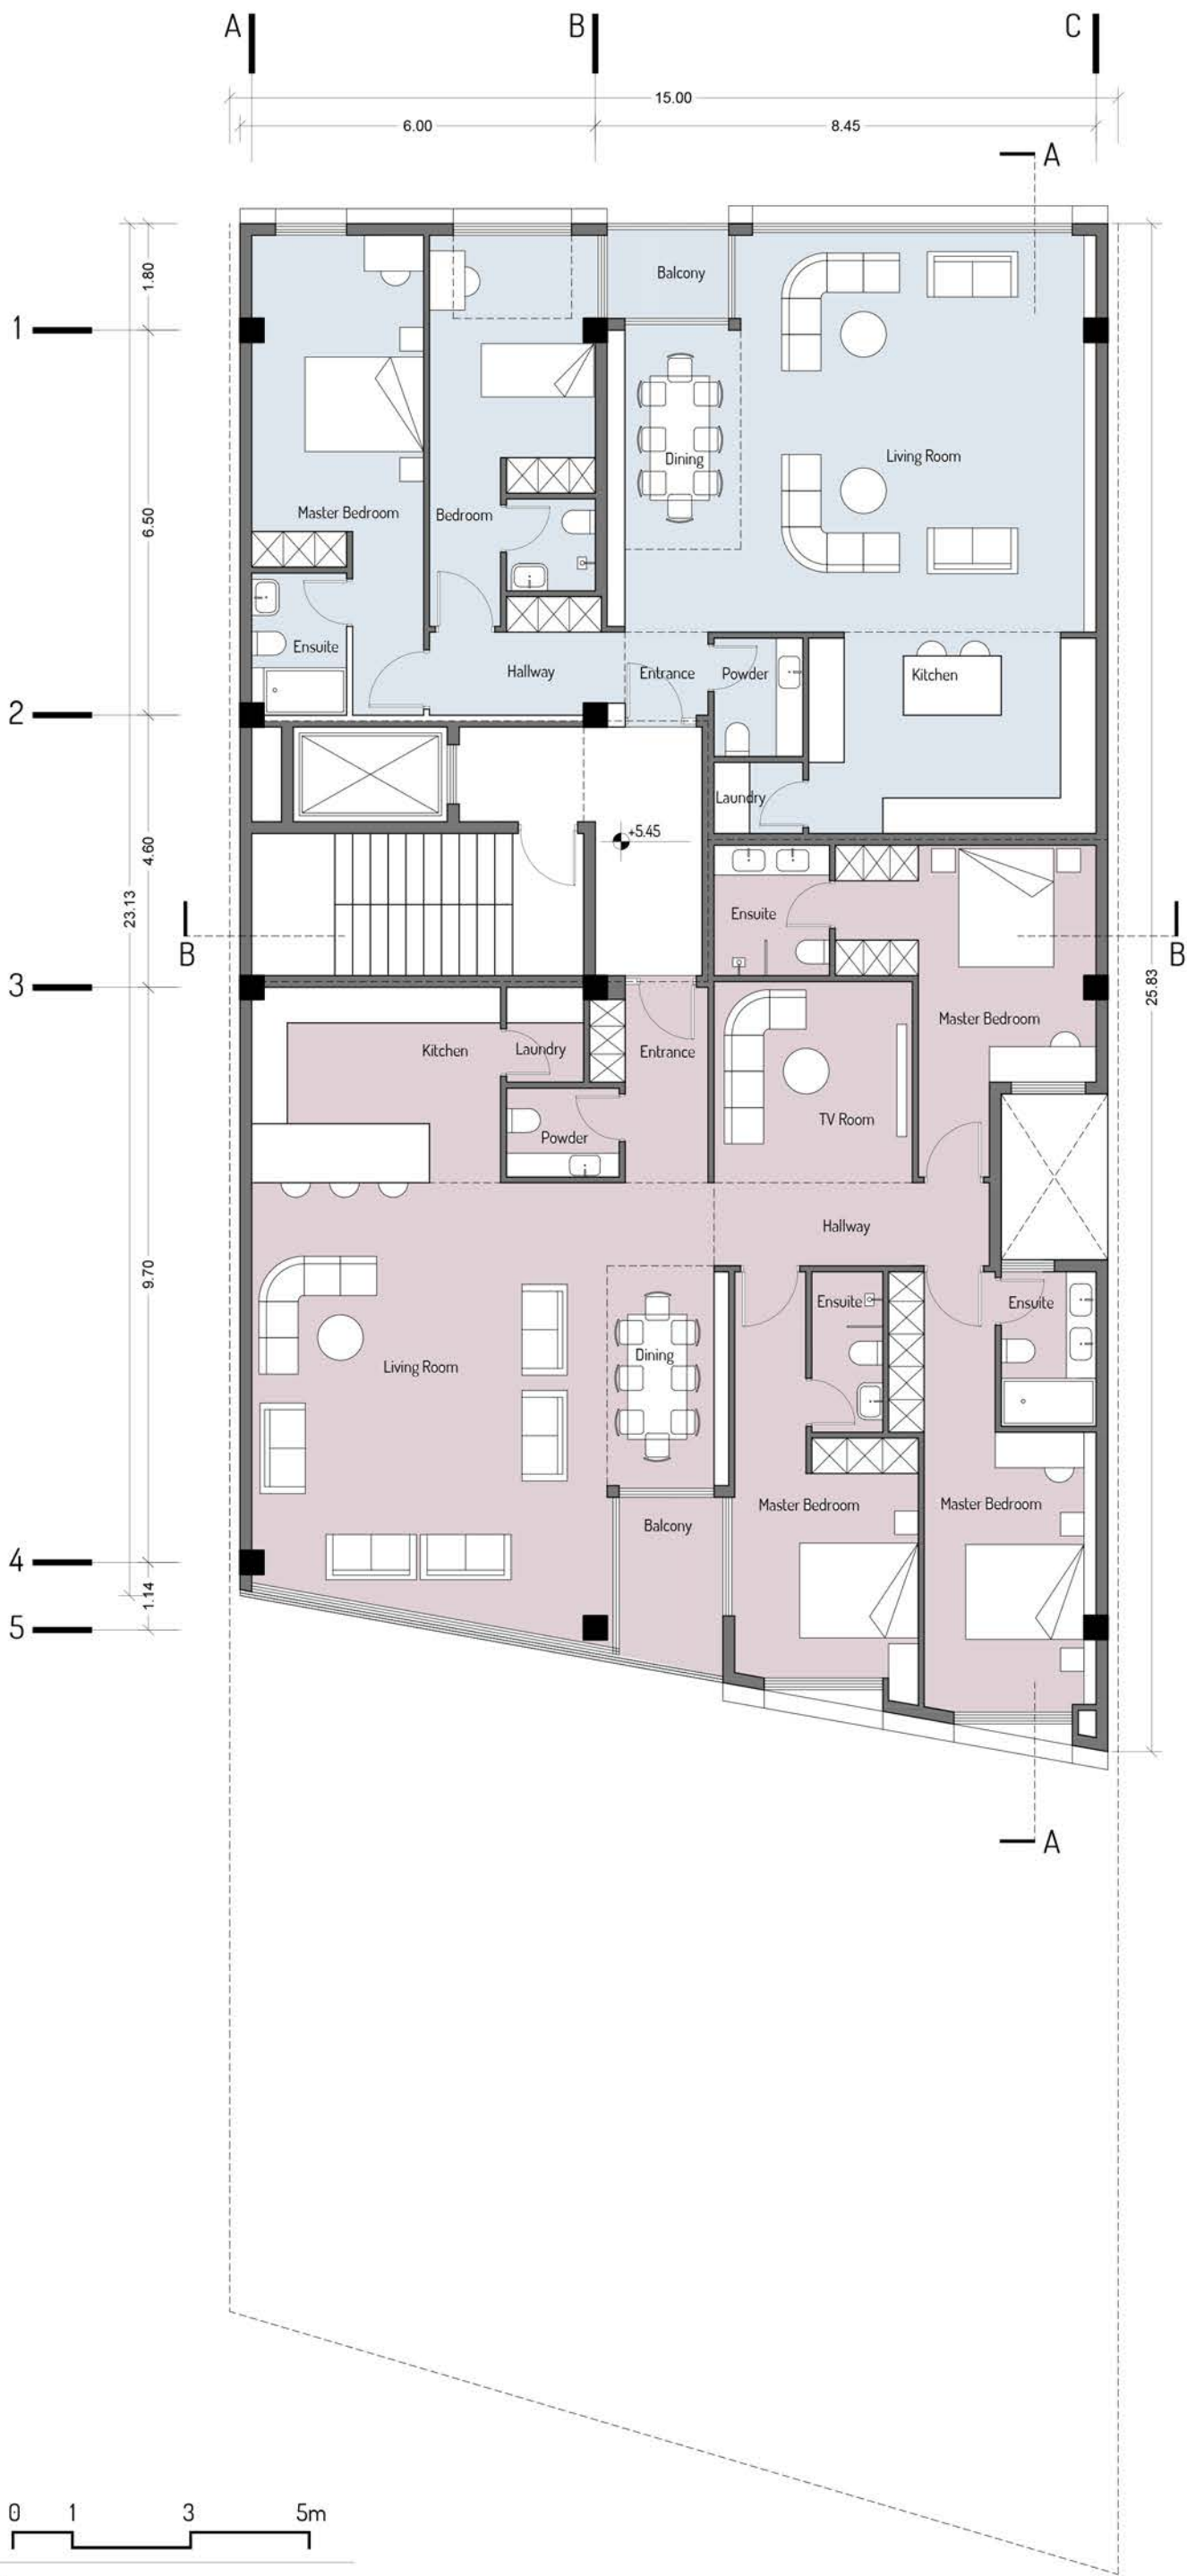 A B C
15.00
6.00 8.45
A
1.80
Balcony
1
Dining
Living Room
6.50
Master Bedroom
Bedroom
Ensuite
Hallway
Entrance
Powder
Kitchen
2
Laundry
+5.45
4.60
23.13
Ensuite
B B
3
25.83
Master Bedroom
Kitchen
Laundry
Entrance
TV Room
Powder
Hallway
9.70
Ensuite
Ensuite
Dining
Living Room
Master Bedroom
Master Bedroom
Balcony
4
1.14
5
A
0 1 3 5m